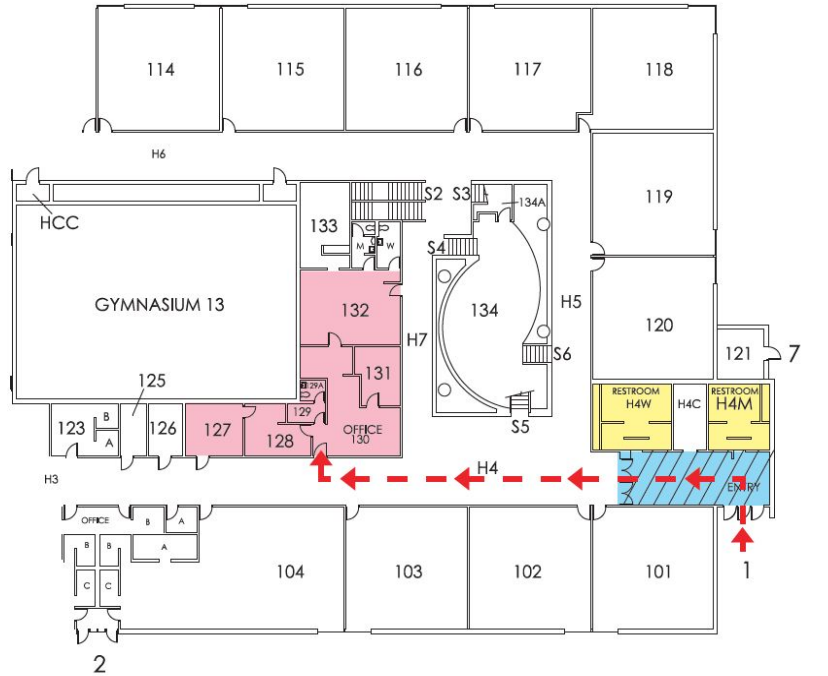 114
115
116
117
118
H6
119
HCC
133
S2
S3
134A
M
W
S4
GYMNASIUM 13
132
H7
134
H5
120
S6
121
7
125
131
129A
RESTROOM
H4W
H4C
RESTROOM
H4M
123
B
A
126
127
128
129
OFFICE
130
S5
H3
H4
ENTRY
OFFICE
B
A
B
B
A
C
C
104
103
102
101
1
2